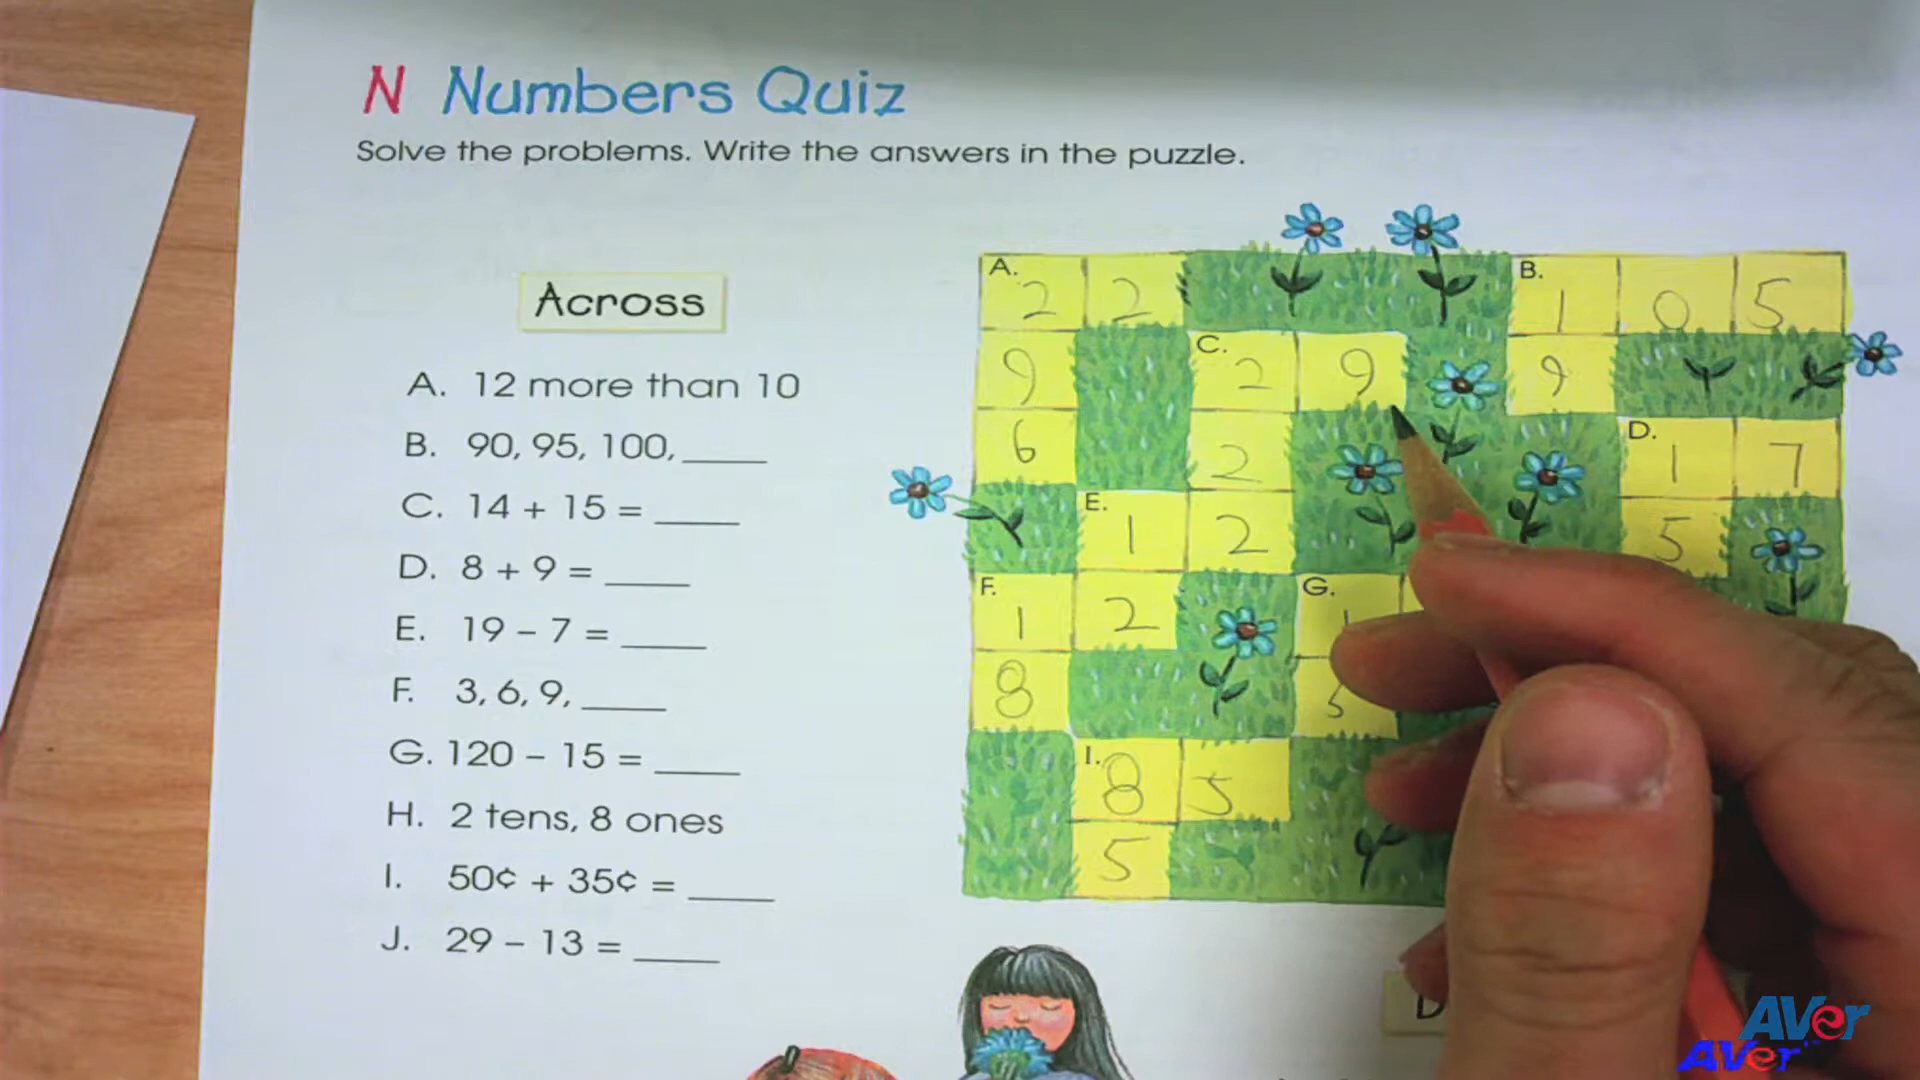 N Numbers Quiz
Solve the problems. Write the answers in the puzzle.
Across
A. 12 more than 10
B. 90, 95, 100, ____
C. 14 + 15 = ____
D. 8 + 9 = ____
E. 19 – 7 = ____
F. 3, 6, 9, ____
G. 120 – 15 = ____
H. 2 tens, 8 ones
I. 50¢ + 35¢ = ____
J. 29 – 13 = ____
A. 2 2 B. 1 0 5
9 C. 2 9 9
6 2 D. 1 7
E. 1 2 5
F. 1 2 G. 1
8 5
I. 8 5
5
D
AVer
AVer